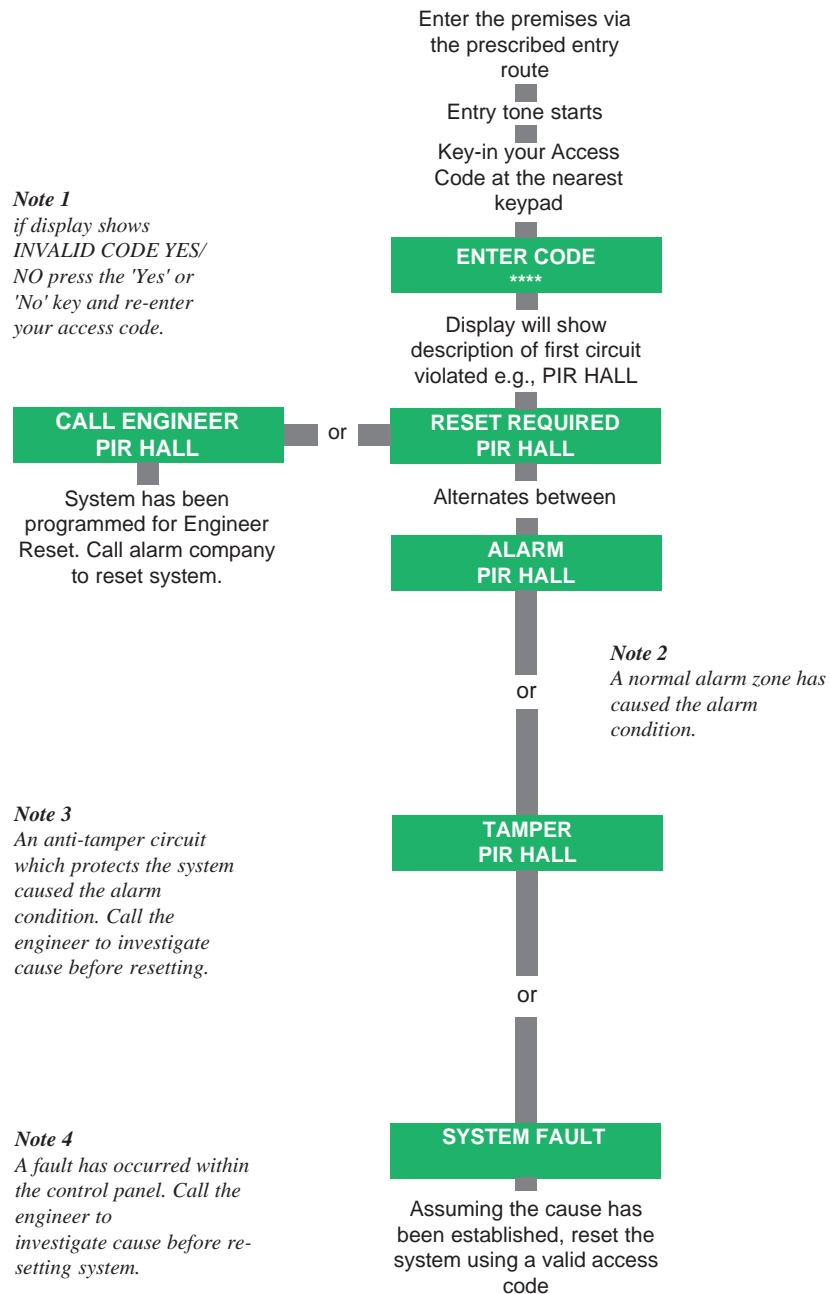 Enter the premises via
the prescribed entry
route
Entry tone starts
Key-in your Access
Code at the nearest
keypad
Note 1
if display shows
INVALID CODE YES/
NO press the 'Yes' or
'No' key and re-enter
your access code.
ENTER CODE
****
Display will show
description of first circuit
violated e.g., PIR HALL
CALL ENGINEER
PIR HALL
or
RESET REQUIRED
PIR HALL
System has been
programmed for Engineer
Reset. Call alarm company
to reset system.
Alternates between
ALARM
PIR HALL
Note 2
A normal alarm zone has
caused the alarm
condition.
or
Note 3
An anti-tamper circuit
which protects the system
caused the alarm
condition. Call the
engineer to investigate
cause before resetting.
TAMPER
PIR HALL
or
Note 4
A fault has occurred within
the control panel. Call the
engineer to
investigate cause before re-
setting system.
SYSTEM FAULT
Assuming the cause has
been established, reset the
system using a valid access
code